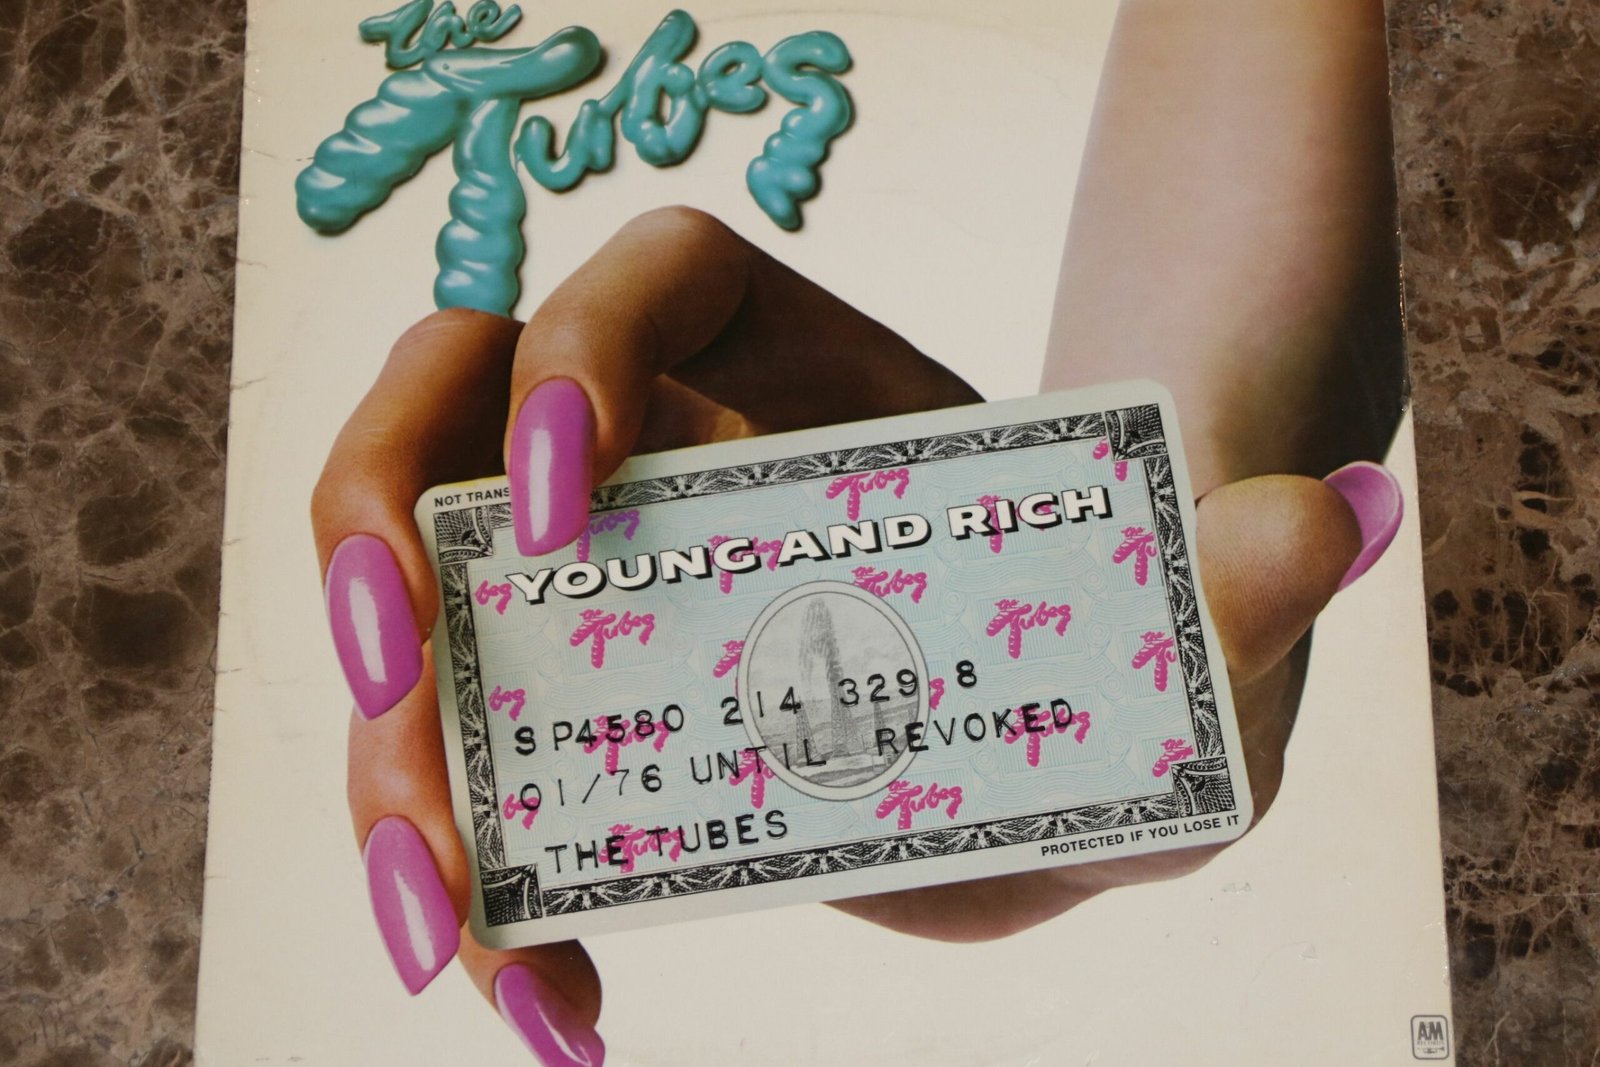 the
Tubes
NOT TRANS
YOUNG AND RICH
SP4580 214 329 8
01/76 UNTIL REVOKED
THE TUBES
PROTECTED IF YOU LOSE IT
A&M